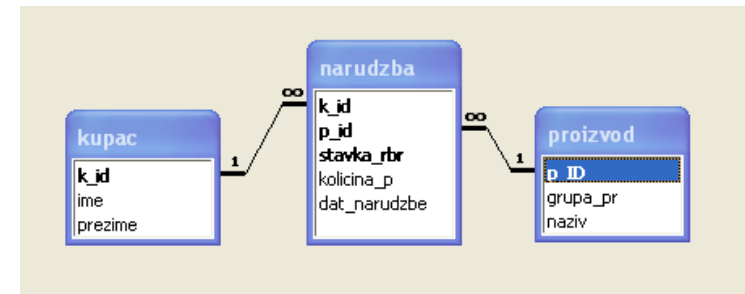 kupac
k_id
ime
prezime
1
∞
narudzba
k_id
p_id
stavka_rbr
kolicina_p
dat_narudzbe
∞
1
proizvod
p_ID
grupa_pr
naziv